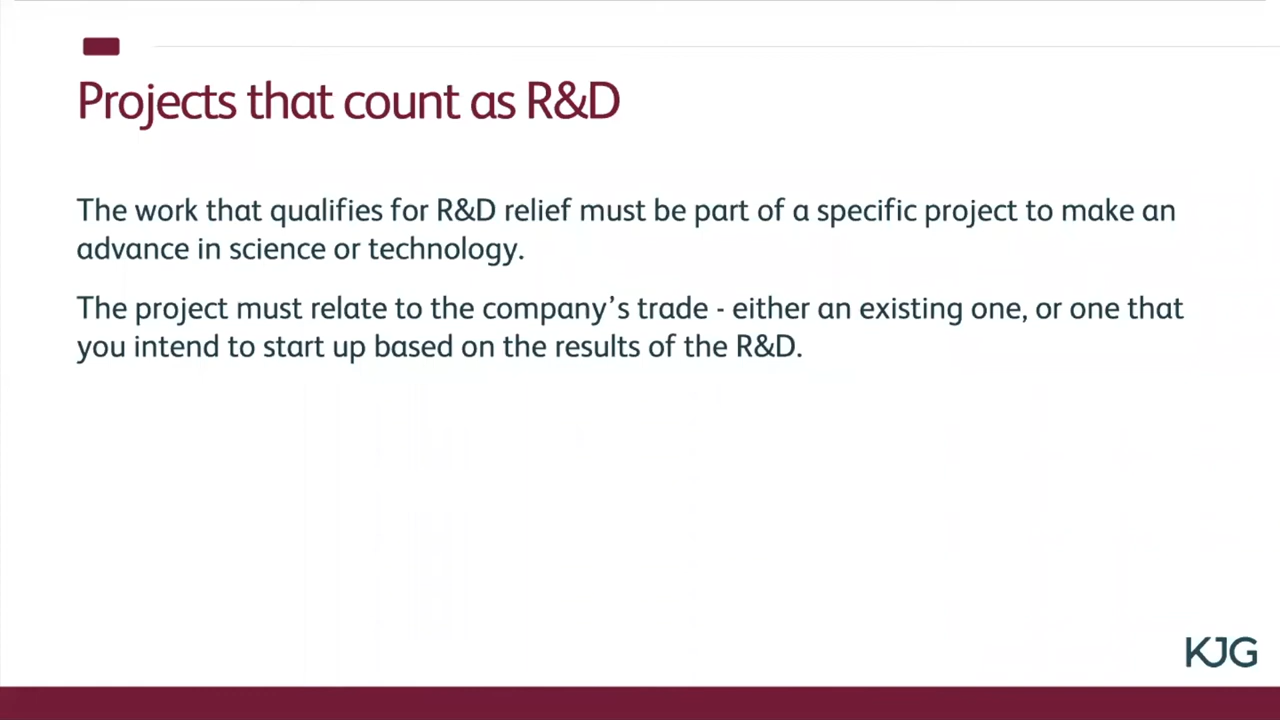 Projects that count as R&D
The work that qualifies for R&D relief must be part of a specific project to make an
advance in science or technology.
The project must relate to the company’s trade - either an existing one, or one that
you intend to start up based on the results of the R&D.
KJG